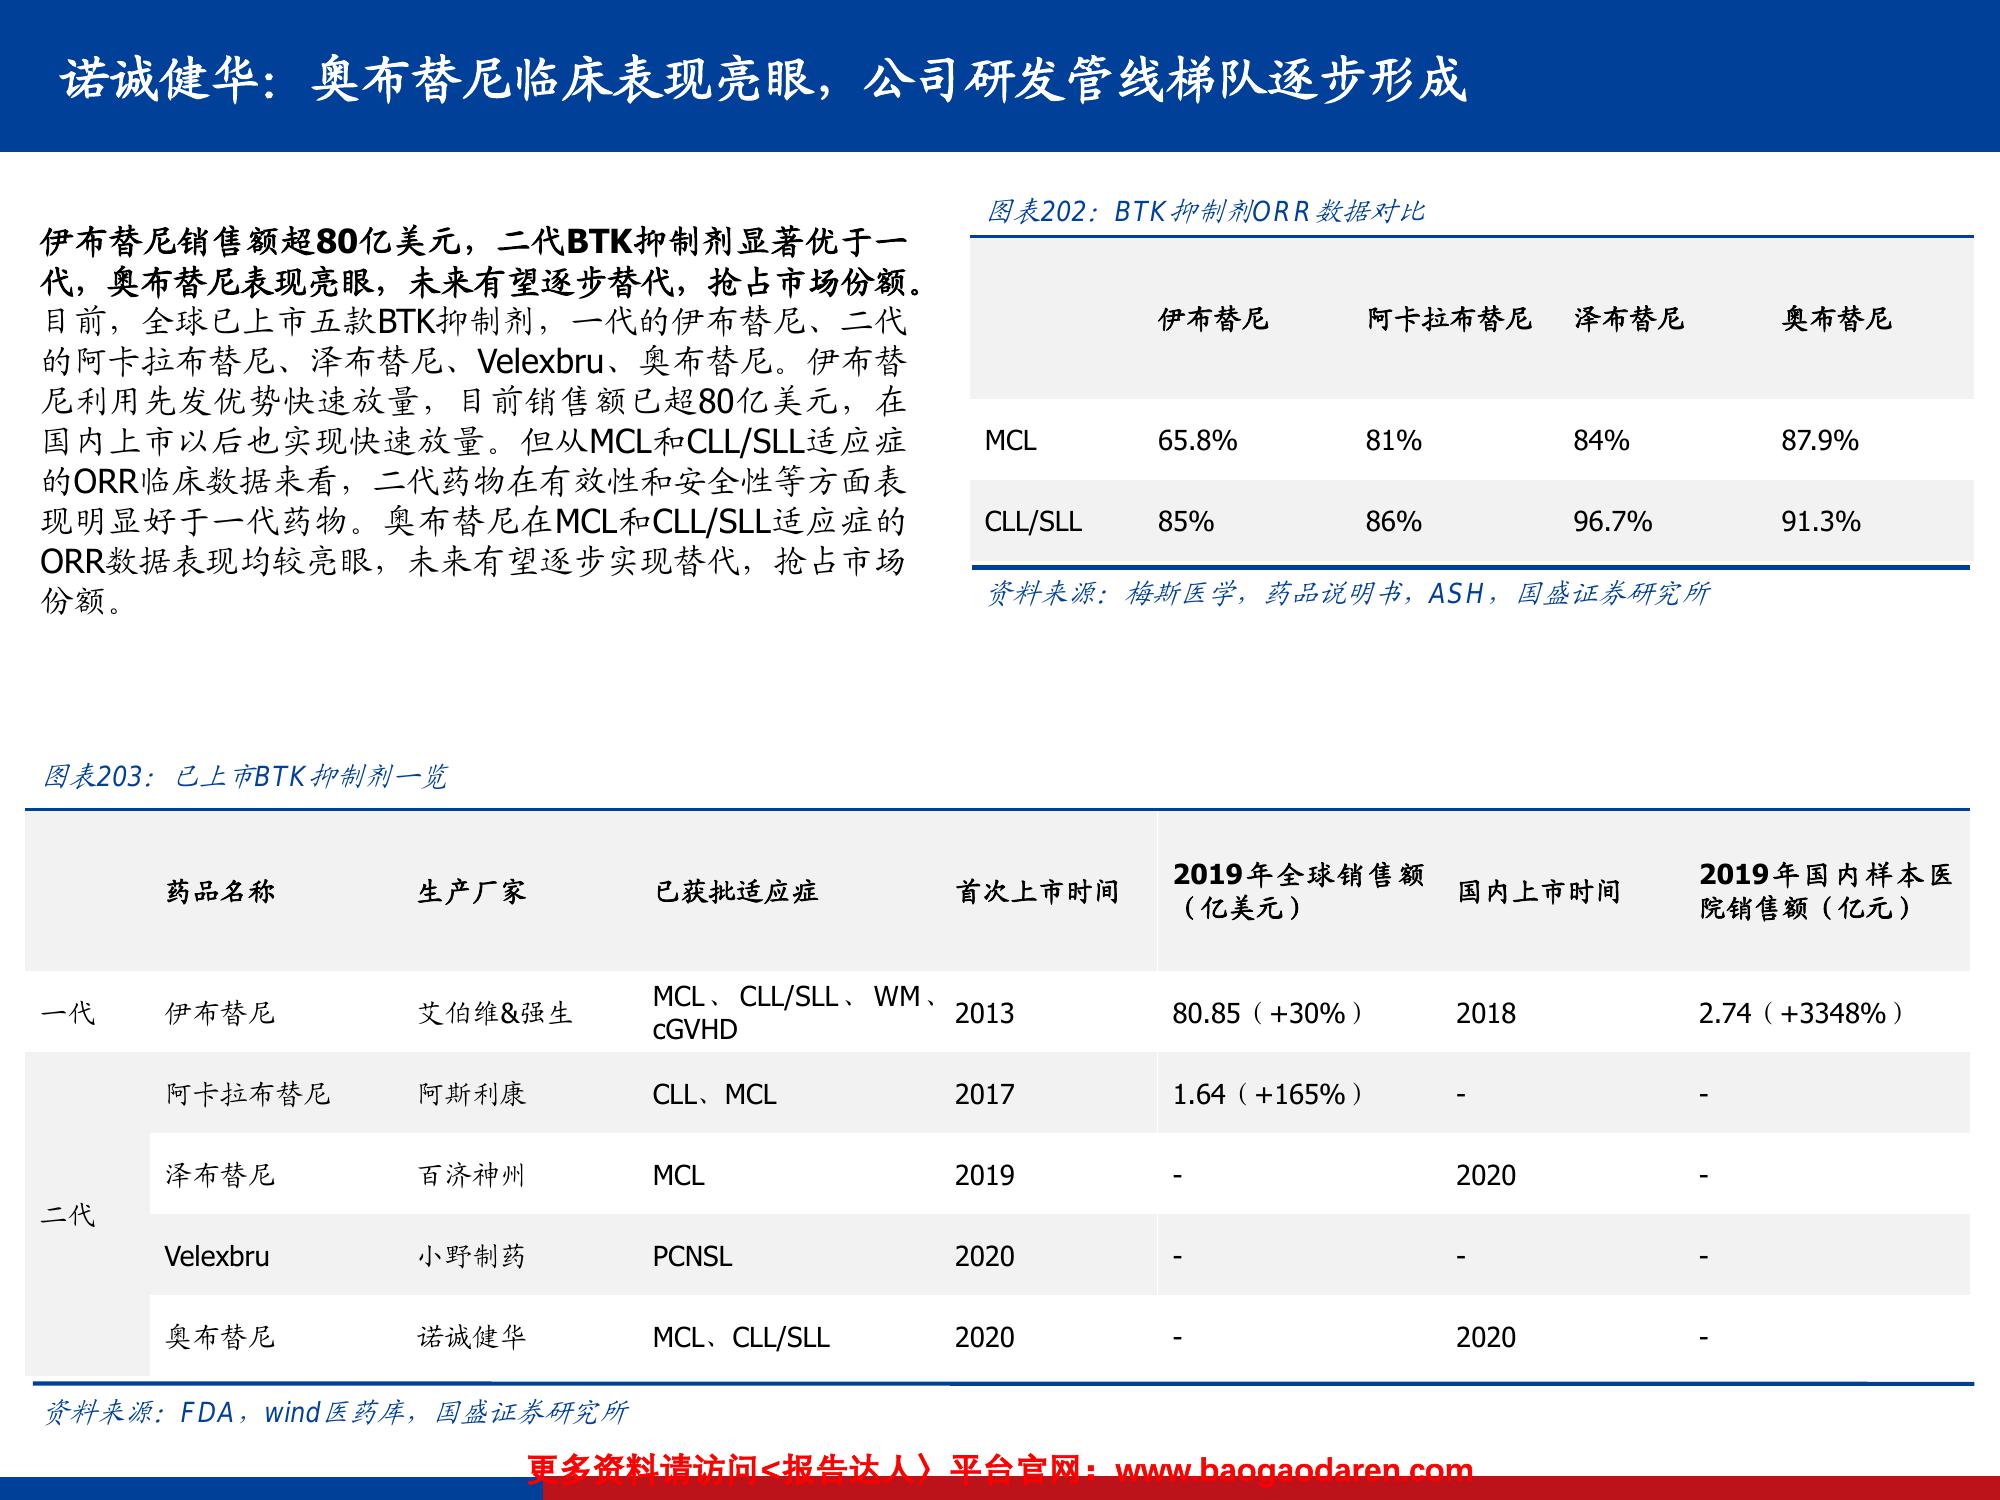 诺诚健华：奥布替尼临床表现亮眼，公司研发管线梯队逐步形成
伊布替尼销售额超80亿美元，二代BTK抑制剂显著优于一
代，奥布替尼表现亮眼，未来有望逐步替代，抢占市场份额。
目前，全球已上市五款BTK抑制剂，一代的伊布替尼、二代
的阿卡拉布替尼、泽布替尼、Velexbru、奥布替尼。伊布替
尼利用先发优势快速放量，目前销售额已超80亿美元，在
国内上市以后也实现快速放量。但从MCL和CLL/SLL适应症
的ORR临床数据来看，二代药物在有效性和安全性等方面表
现明显好于一代药物。奥布替尼在MCL和CLL/SLL适应症的
ORR数据表现均较亮眼，未来有望逐步实现替代，抢占市场
份额。
图表202：BTK抑制剂ORR数据对比
伊布替尼 阿卡拉布替尼 泽布替尼 奥布替尼
MCL 65.8% 81% 84% 87.9%
CLL/SLL 85% 86% 96.7% 91.3%
资料来源：梅斯医学，药品说明书，ASH，国盛证券研究所
图表203：已上市BTK抑制剂一览
药品名称 生产厂家 已获批适应症 首次上市时间 2019年全球销售额（亿美元） 国内上市时间 2019年国内样本医院销售额（亿元）
一代 伊布替尼 艾伯维&强生 MCL、CLL/SLL、WM、cGVHD 2013 80.85（+30%） 2018 2.74（+3348%）
二代 阿卡拉布替尼 阿斯利康 CLL、MCL 2017 1.64（+165%） - -
泽布替尼 百济神州 MCL 2019 - 2020 -
Velexbru 小野制药 PCNSL 2020 - - -
奥布替尼 诺诚健华 MCL、CLL/SLL 2020 - 2020 -
资料来源：FDA，wind医药库，国盛证券研究所
更多资料请访问<报告达人〉平台官网：www.baogaodaren.com